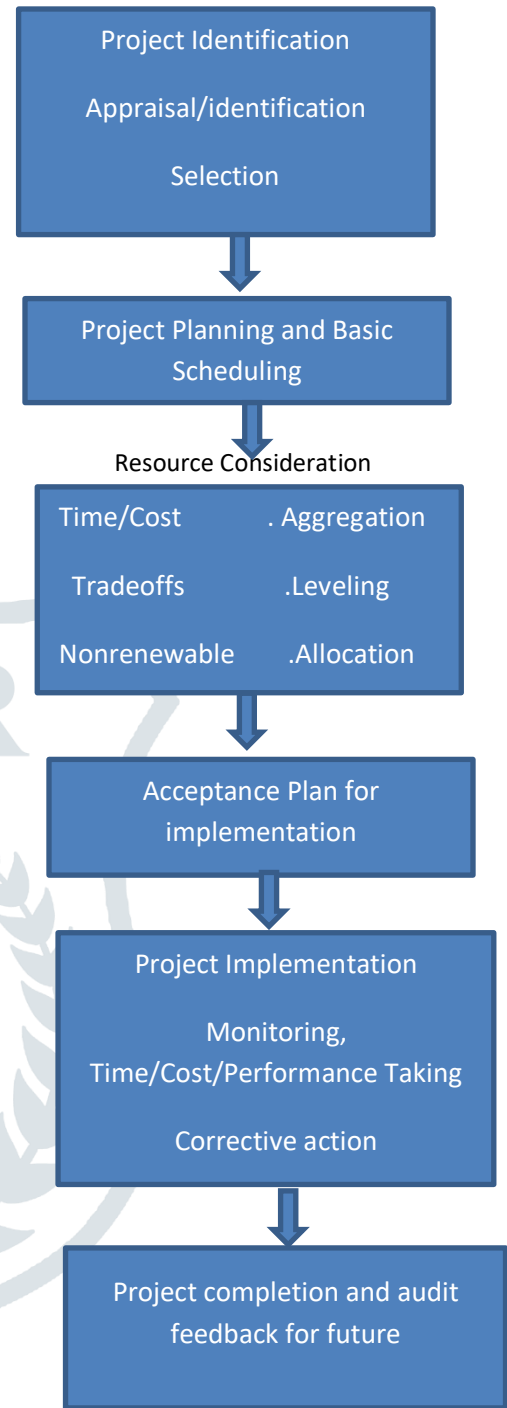 Project Identification
Appraisal/identification
Selection
Project Planning and Basic
Scheduling
Resource Consideration
Time/Cost . Aggregation
Tradeoffs .Leveling
Nonrenewable .Allocation
Acceptance Plan for
implementation
Project Implementation
Monitoring,
Time/Cost/Performance Taking
Corrective action
Project completion and audit
feedback for future